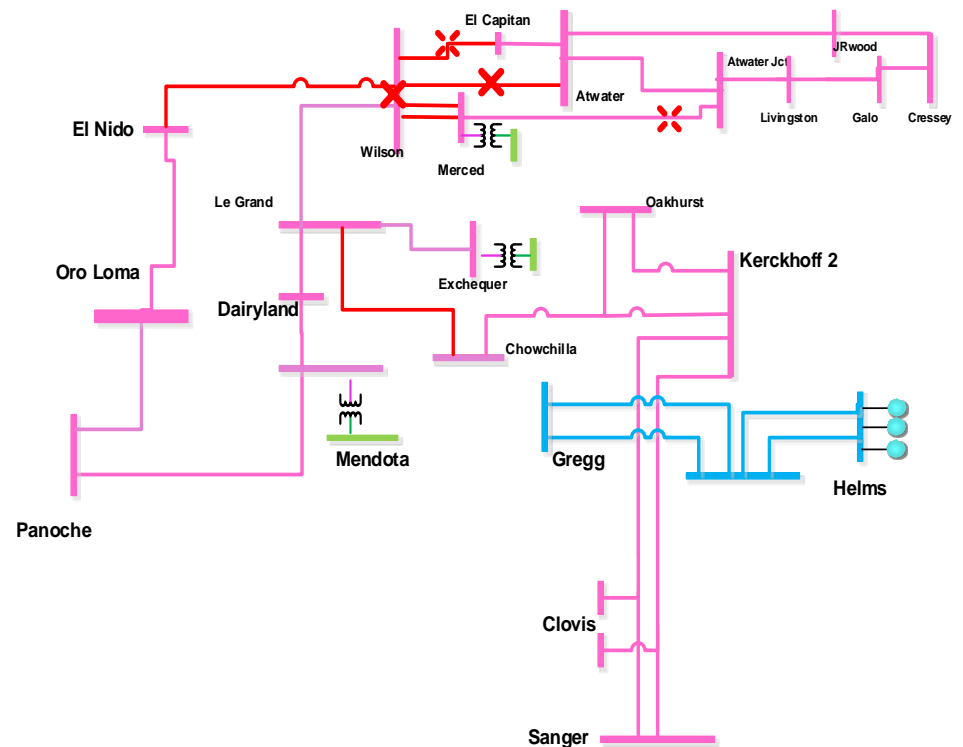 El Capitan
JRwood
Atwater Jct
Atwater
Livingston
Galo
Cressey
El Nido
Wilson
Merced
Le Grand
Oakhurst
Oro Loma
Exchequer
Kerckhoff 2
Dairyland
Chowchilla
Mendota
Gregg
Helms
Panoche
Clovis
Sanger